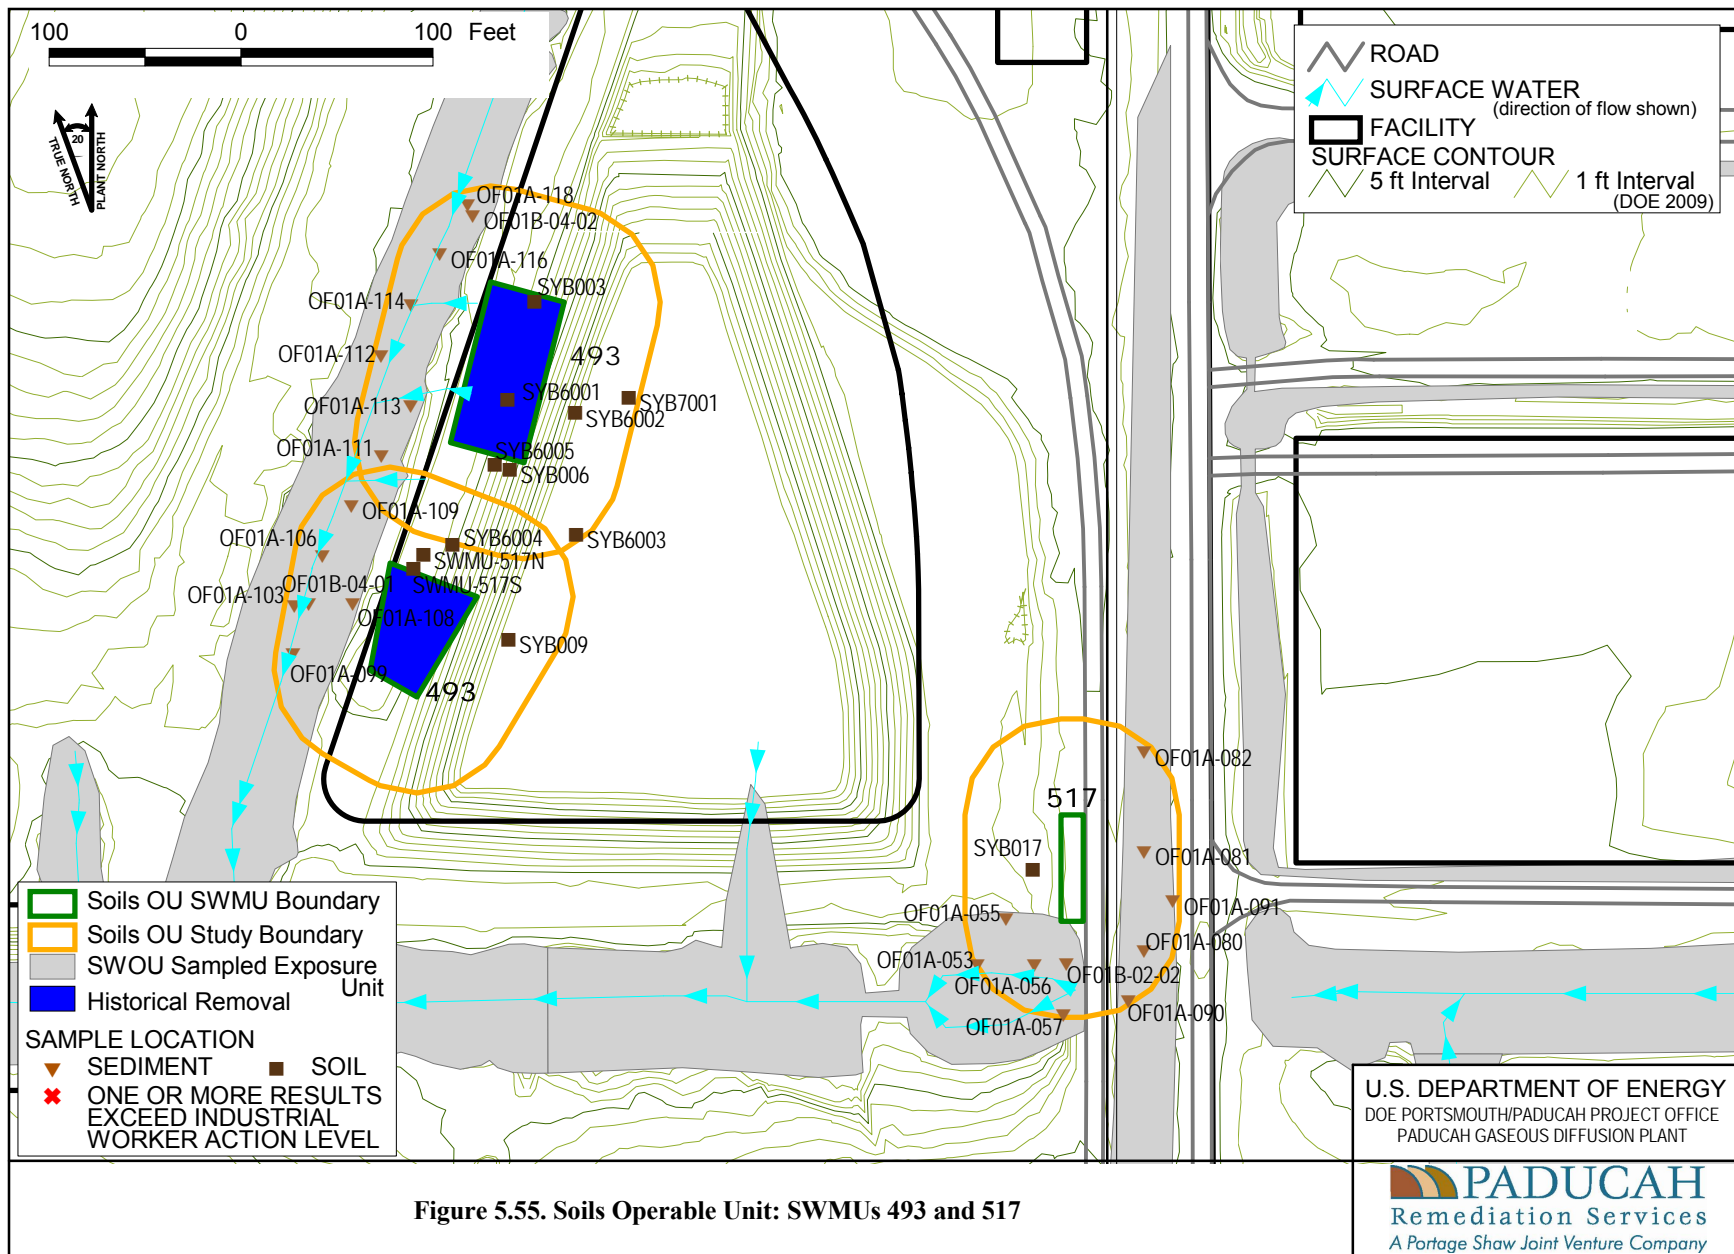 100 0 100 Feet
TRUE NORTH
20
PLANT NORTH
ROAD
SURFACE WATER
(direction of flow shown)
FACILITY
SURFACE CONTOUR
5 ft Interval 1 ft Interval
(DOE 2009)
OF01A-118
OF01B-04-02
OF01A-116
SYB003
OF01A-114
OF01A-112
493
SYB6001
SYB7001
OF01A-113
SYB6002
OF01A-111
SYB6005
SYB006
OF01A-109
OF01A-106
SYB6004
SYB6003
SWMU-517N
OF01B-04-01
SWMU-517S
OF01A-103
OF01A-108
SYB009
OF01A-099
493
OF01A-082
517
SYB017
OF01A-081
OF01A-055
OF01A-091
OF01A-080
OF01A-053
OF01B-02-02
OF01A-056
OF01A-090
OF01A-057
Soils OU SWMU Boundary
Soils OU Study Boundary
SWOU Sampled Exposure
Unit
Historical Removal
SAMPLE LOCATION
SEDIMENT SOIL
ONE OR MORE RESULTS
EXCEED INDUSTRIAL
WORKER ACTION LEVEL
U.S. DEPARTMENT OF ENERGY
DOE PORTSMOUTH/PADUCAH PROJECT OFFICE
PADUCAH GASEOUS DIFFUSION PLANT
PADUCAH
Remediation Services
A Portage Shaw Joint Venture Company
Figure 5.55. Soils Operable Unit: SWMUs 493 and 517